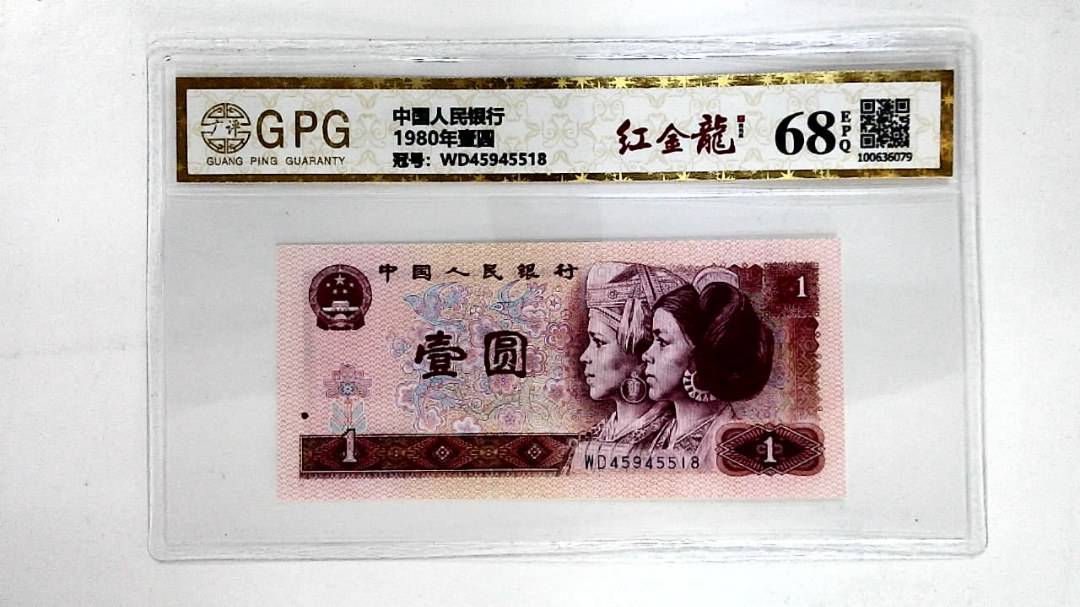 广评
GPG
GUANG PING GUARANTY
中国人民银行
1980年壹圆
冠号：WD45945518
红金龍
68
EPQ
100636079
中国人民银行
1
壹圆
1
WD45945518
1